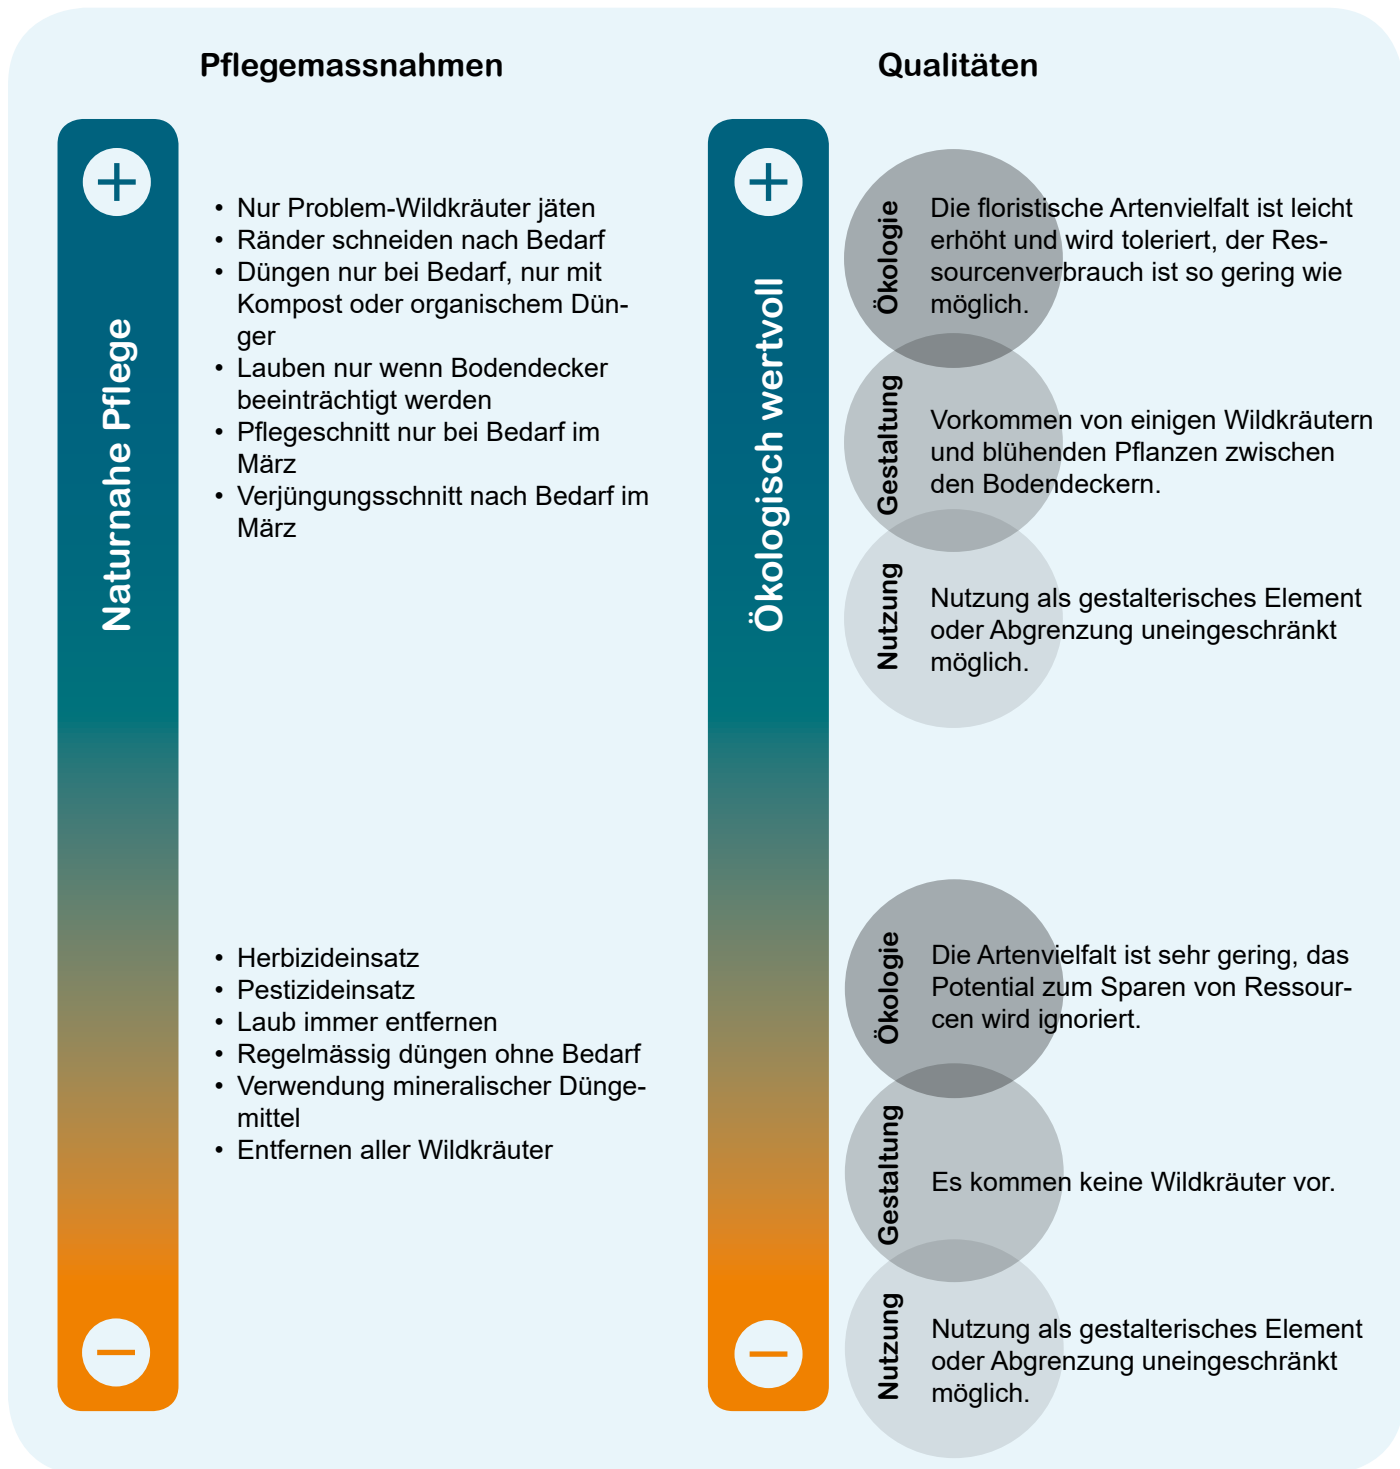 Pflegemassnahmen
Naturnahe Pflege
• Nur Problem-Wildkräuter jäten
• Ränder schneiden nach Bedarf
• Düngen nur bei Bedarf, nur mit
Kompost oder organischem Dün-
ger
• Lauben nur wenn Bodendecker
beeinträchtigt werden
• Pflegeschnitt nur bei Bedarf im
März
• Verjüngungsschnitt nach Bedarf im
März
• Herbizideinsatz
• Pestizideinsatz
• Laub immer entfernen
• Regelmässig düngen ohne Bedarf
• Verwendung mineralischer Dünge-
mittel
• Entfernen aller Wildkräuter
Qualitäten
Ökologisch wertvoll
Ökologie
Die floristische Artenvielfalt ist leicht
erhöht und wird toleriert, der Res-
sourcenverbrauch ist so gering wie
möglich.
Gestaltung
Vorkommen von einigen Wildkräutern
und blühenden Pflanzen zwischen
den Bodendeckern.
Nutzung
Nutzung als gestalterisches Element
oder Abgrenzung uneingeschränkt
möglich.
Ökologie
Die Artenvielfalt ist sehr gering, das
Potential zum Sparen von Ressour-
cen wird ignoriert.
Gestaltung
Es kommen keine Wildkräuter vor.
Nutzung
Nutzung als gestalterisches Element
oder Abgrenzung uneingeschränkt
möglich.